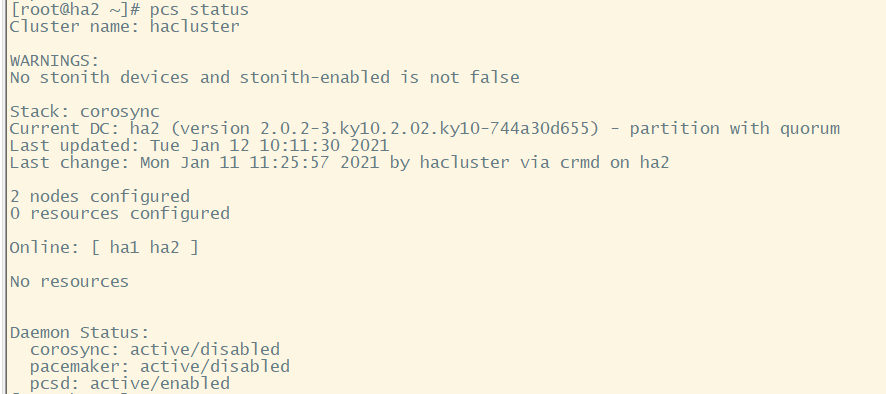 [root@ha2 ~]# pcs status
Cluster name: hacluster
WARNINGS:
No stonith devices and stonith-enabled is not false
Stack: corosync
Current DC: ha2 (version 2.0.2-3.ky10.2.02.ky10-744a30d655) - partition with quorum
Last updated: Tue Jan 12 10:11:30 2021
Last change: Mon Jan 11 11:25:57 2021 by hacluster via crmd on ha2
2 nodes configured
0 resources configured
Online: [ ha1 ha2 ]
No resources
Daemon Status:
corosync: active/disabled
pacemaker: active/disabled
pcsd: active/enabled